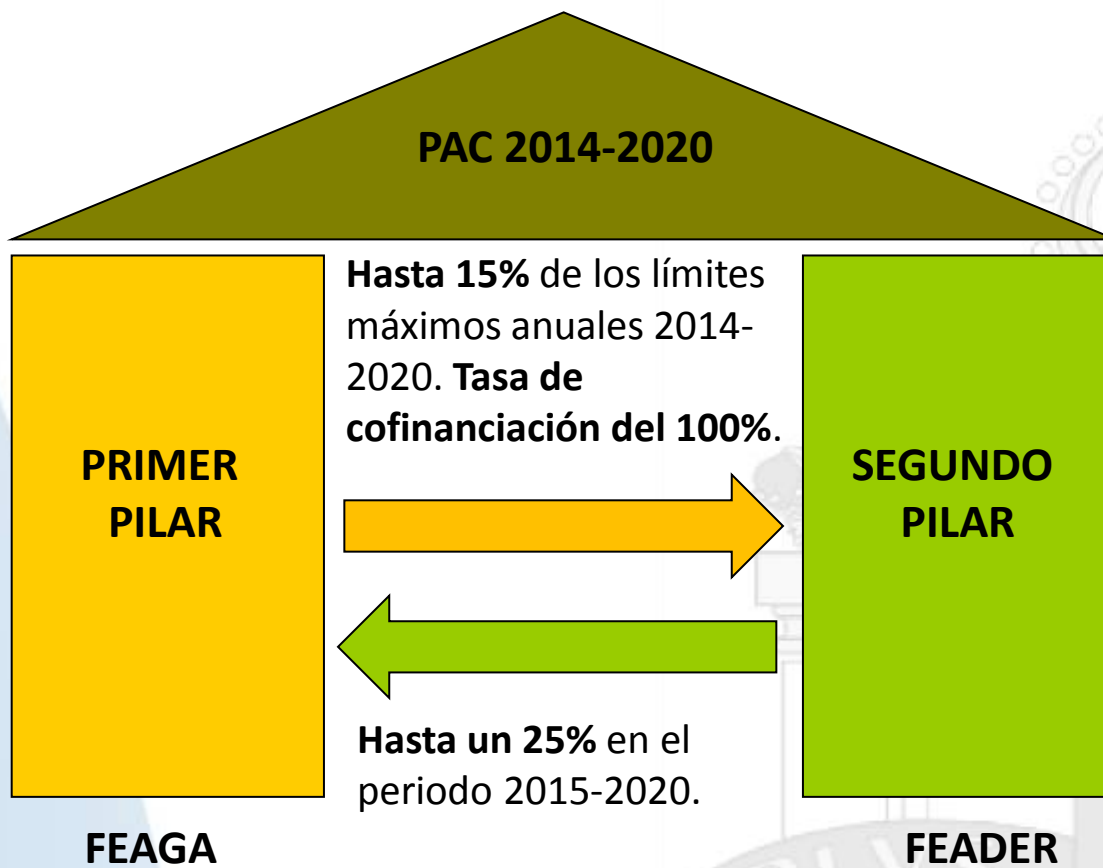 PAC 2014-2020
Hasta 15% de los límites
máximos anuales 2014-
2020. Tasa de
cofinanciación del 100%.
PRIMER
PILAR
SEGUNDO
PILAR
Hasta un 25% en el
periodo 2015-2020.
FEAGA
FEADER